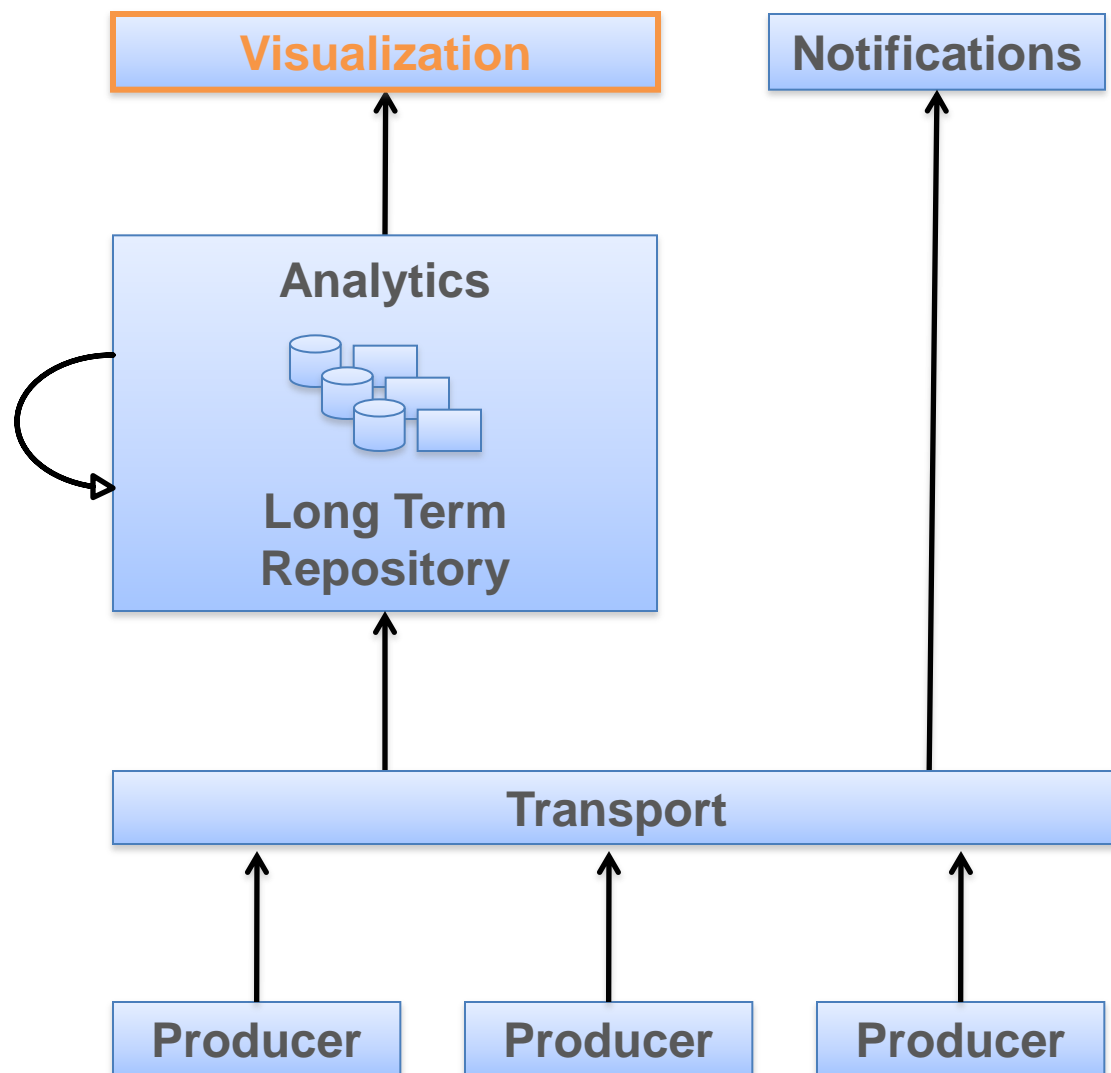 Visualization
Notifications
Analytics
Long Term
Repository
Transport
Producer
Producer
Producer